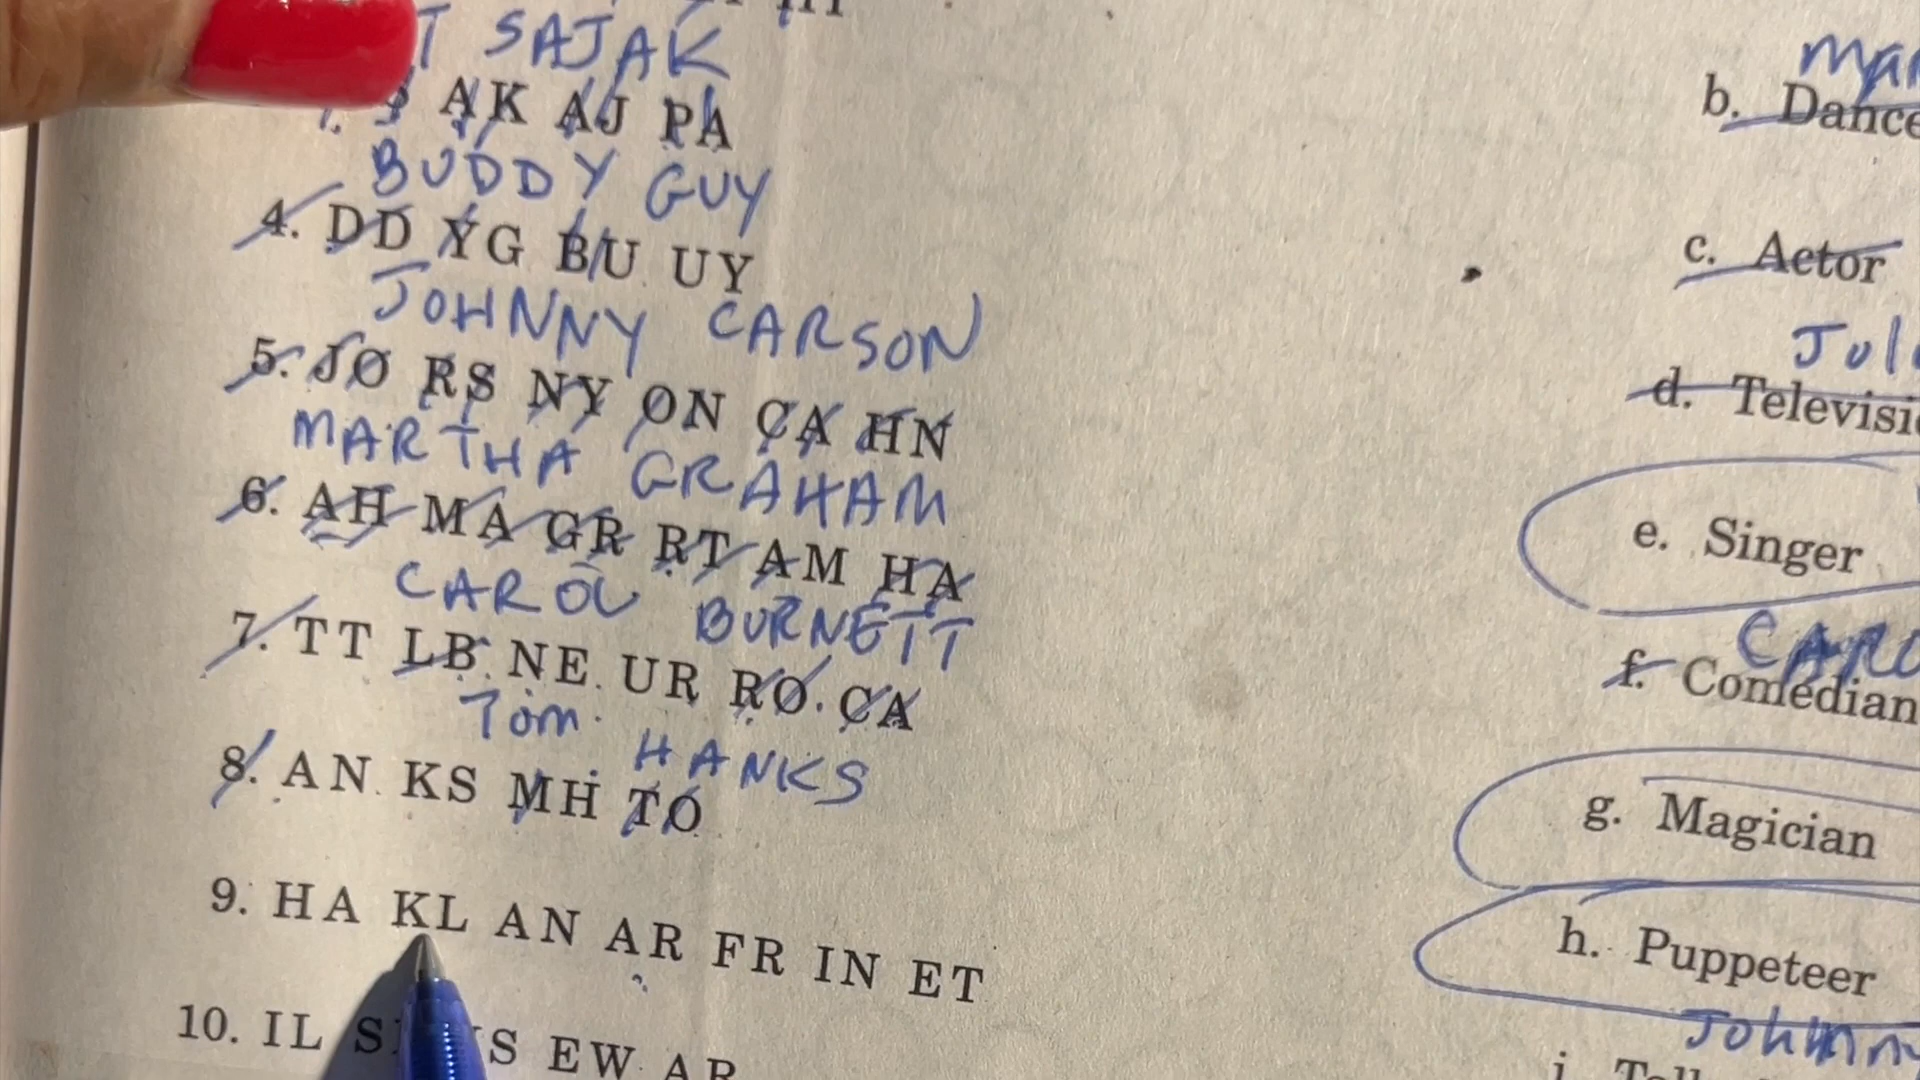 T SAJAK
AK AJ PA
BUDDY GUY
4. DD YG BU UY
JOHNNY CARSON
5. JO RS NY ON CA HN
MARTHA GRAHAM
6. AH MA GR RT AM HA
CAROL BURNETT
7. TT LB NE UR RO CA
Tom HANKS
8. AN KS MH TO
9. HA KL AN AR FR IN ET
10. IL EW AR
b. Dance
c. Actor
d. Televisi
e. Singer
f. Comedian
g. Magician
h. Puppeteer
Johnny
i.